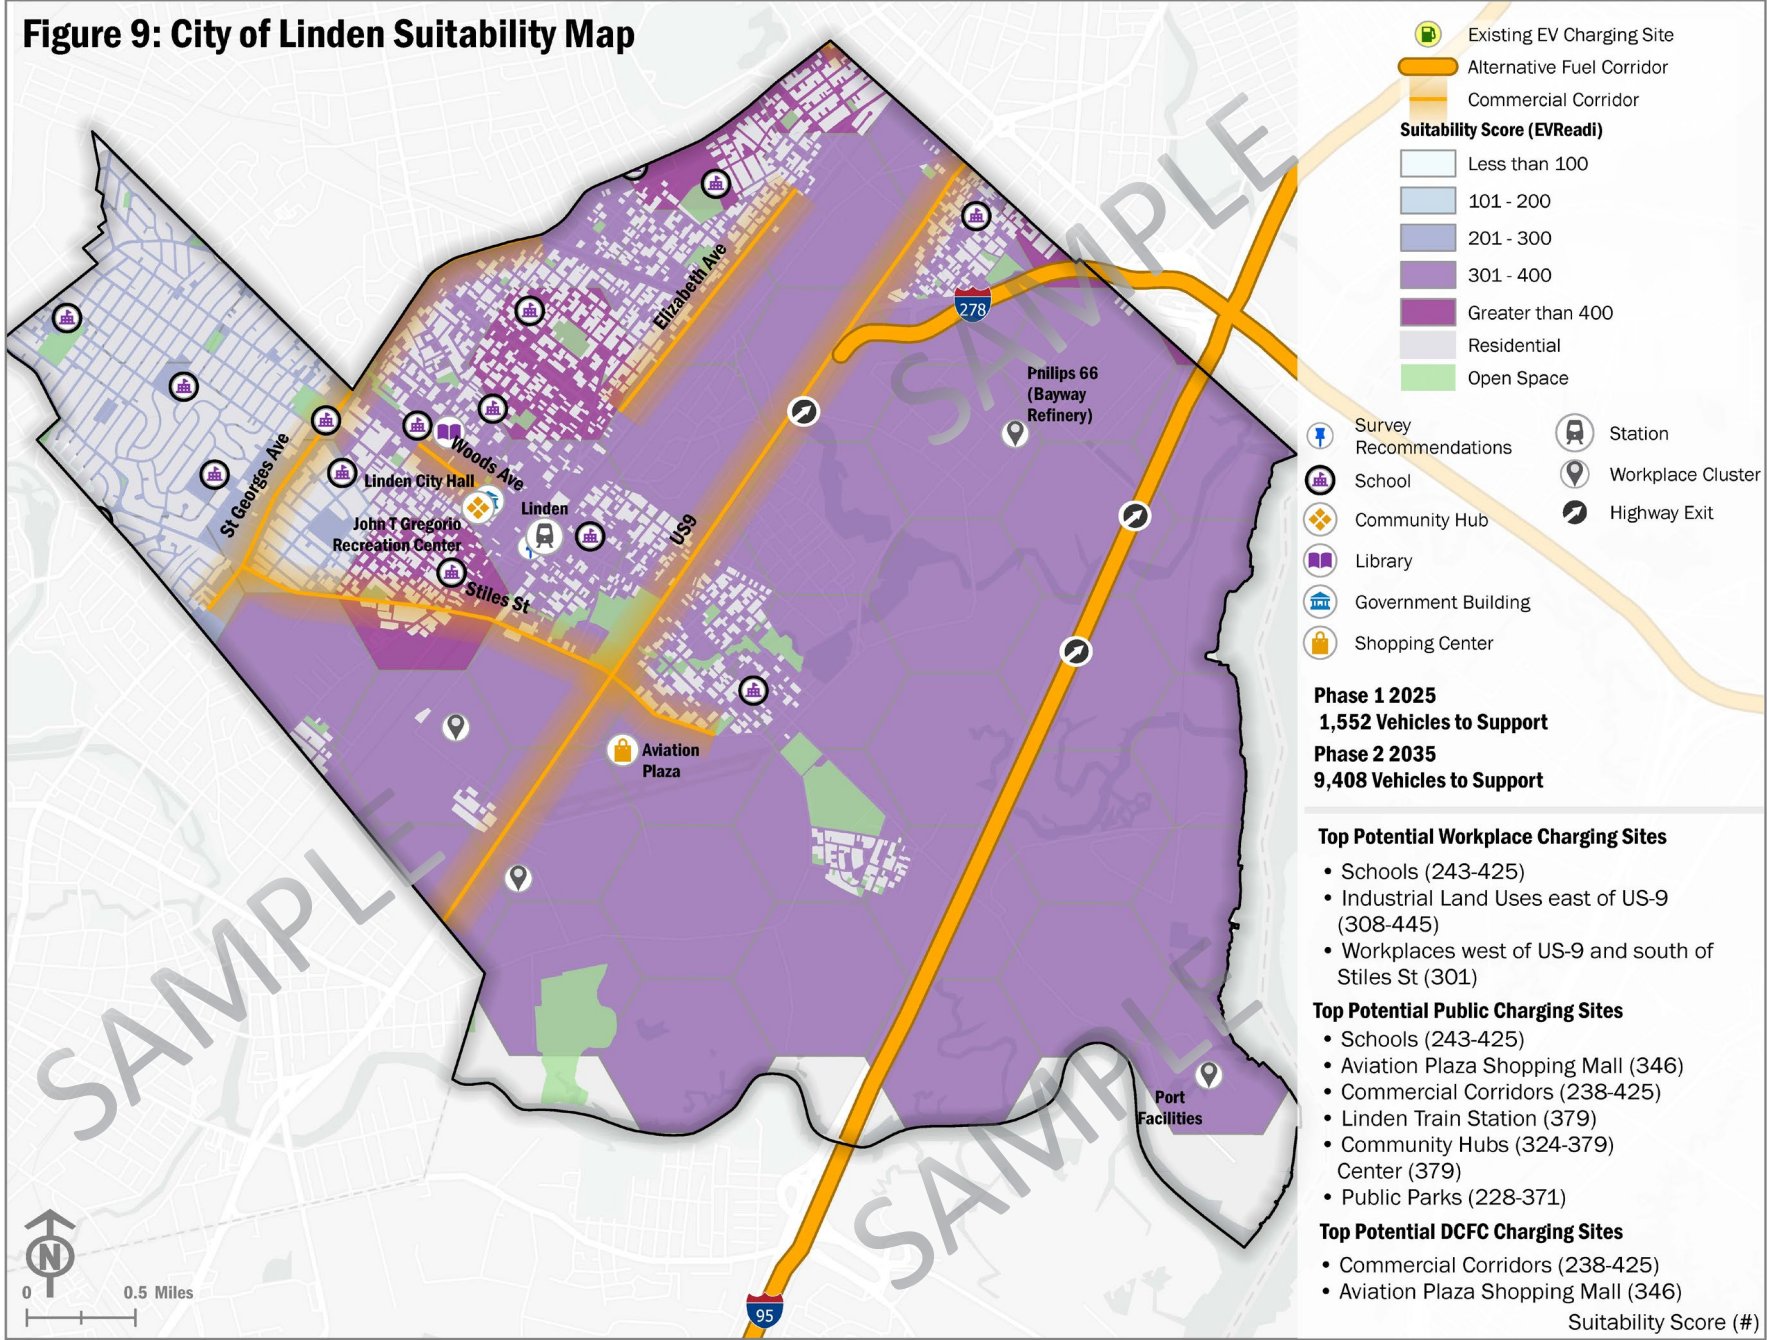 Figure 9: City of Linden Suitability Map
Existing EV Charging Site
Alternative Fuel Corridor
Commercial Corridor
Suitability Score (EVReadi)
Less than 100
101 - 200
201 - 300
301 - 400
Greater than 400
Residential
Open Space
Survey
Recommendations
School
Community Hub
Library
Government Building
Shopping Center
Station
Workplace Cluster
Highway Exit
Phase 1 2025
1,552 Vehicles to Support
Phase 2 2035
9,408 Vehicles to Support
Top Potential Workplace Charging Sites
• Schools (243-425)
• Industrial Land Uses east of US-9
(308-445)
• Workplaces west of US-9 and south of
Stiles St (301)
Top Potential Public Charging Sites
• Schools (243-425)
• Aviation Plaza Shopping Mall (346)
• Commercial Corridors (238-425)
• Linden Train Station (379)
• Community Hubs (324-379)
Center (379)
• Public Parks (228-371)
Top Potential DCFC Charging Sites
• Commercial Corridors (238-425)
• Aviation Plaza Shopping Mall (346)
Suitability Score (#)
Elizabeth Ave
278
Philips 66
(Bayway
Refinery)
St Georges Ave
Woods Ave
Linden City Hall
Linden
John T Gregorio
Recreation Center
US9
Stiles St
Aviation
Plaza
Port
Facilities
95
N
0
0.5 Miles
SAMPLE
SAMPLE
SAMPLE
SAMPLE